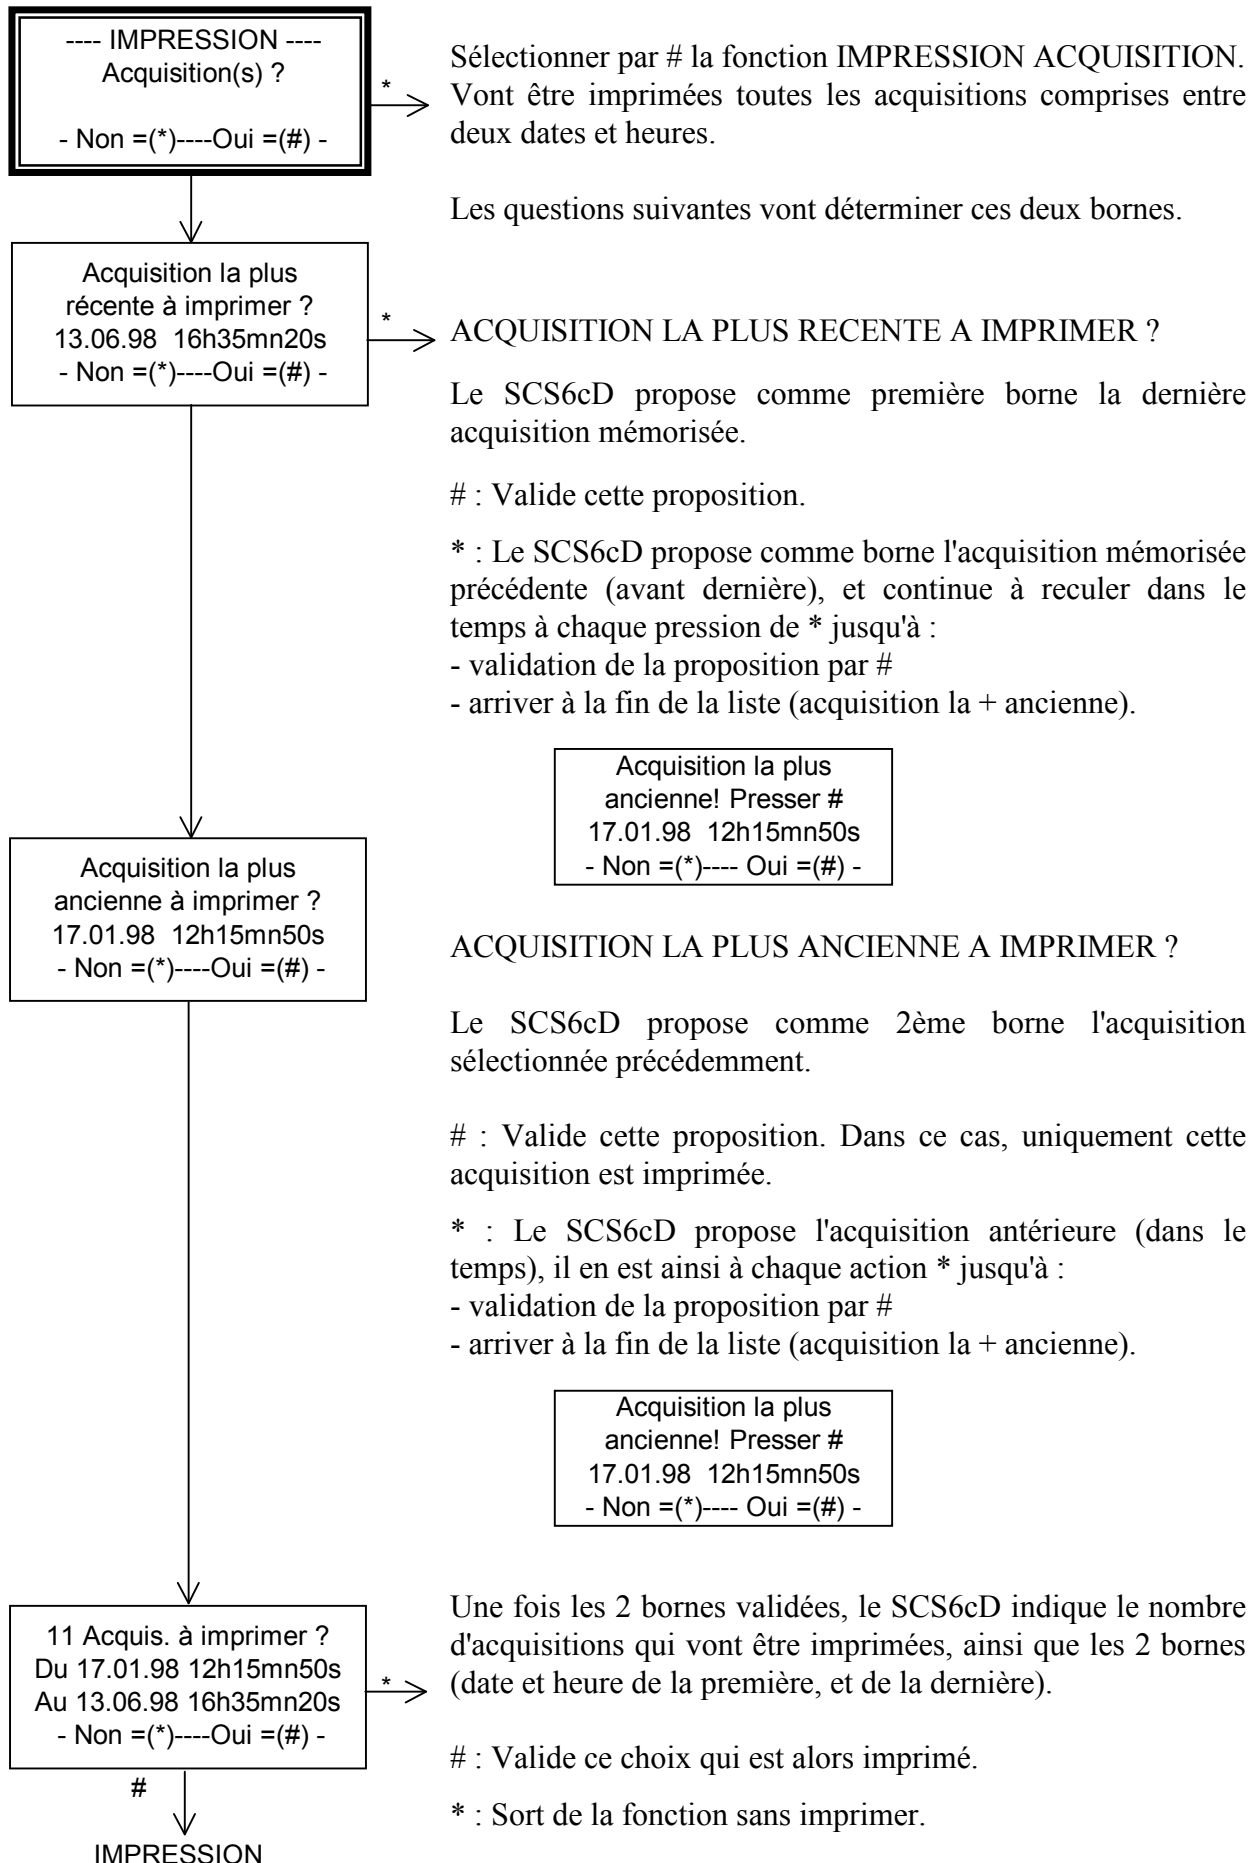 ---- IMPRESSION ----
Acquisition(s) ?
- Non =(*)----Oui =(#) -
*
Sélectionner par # la fonction IMPRESSION ACQUISITION.
Vont être imprimées toutes les acquisitions comprises entre
deux dates et heures.
Les questions suivantes vont déterminer ces deux bornes.
Acquisition la plus
récente à imprimer ?
13.06.98 16h35mn20s
- Non =(*)----Oui =(#) -
*
ACQUISITION LA PLUS RECENTE A IMPRIMER ?
Le SCS6cD propose comme première borne la dernière
acquisition mémorisée.
# : Valide cette proposition.
* : Le SCS6cD propose comme borne l'acquisition mémorisée
précédente (avant dernière), et continue à reculer dans le
temps à chaque pression de * jusqu'à :
- validation de la proposition par #
- arriver à la fin de la liste (acquisition la + ancienne).
Acquisition la plus
ancienne! Presser #
17.01.98 12h15mn50s
- Non =(*)---- Oui =(#) -
Acquisition la plus
ancienne à imprimer ?
17.01.98 12h15mn50s
- Non =(*)----Oui =(#) -
ACQUISITION LA PLUS ANCIENNE A IMPRIMER ?
Le SCS6cD propose comme 2ème borne l'acquisition
sélectionnée précédemment.
# : Valide cette proposition. Dans ce cas, uniquement cette
acquisition est imprimée.
* : Le SCS6cD propose l'acquisition antérieure (dans le
temps), il en est ainsi à chaque action * jusqu'à :
- validation de la proposition par #
- arriver à la fin de la liste (acquisition la + ancienne).
Acquisition la plus
ancienne! Presser #
17.01.98 12h15mn50s
- Non =(*)---- Oui =(#) -
11 Acquis. à imprimer ?
Du 17.01.98 12h15mn50s
Au 13.06.98 16h35mn20s
- Non =(*)----Oui =(#) -
*
#
IMPRESSION
Une fois les 2 bornes validées, le SCS6cD indique le nombre
d'acquisitions qui vont être imprimées, ainsi que les 2 bornes
(date et heure de la première, et de la dernière).
# : Valide ce choix qui est alors imprimé.
* : Sort de la fonction sans imprimer.